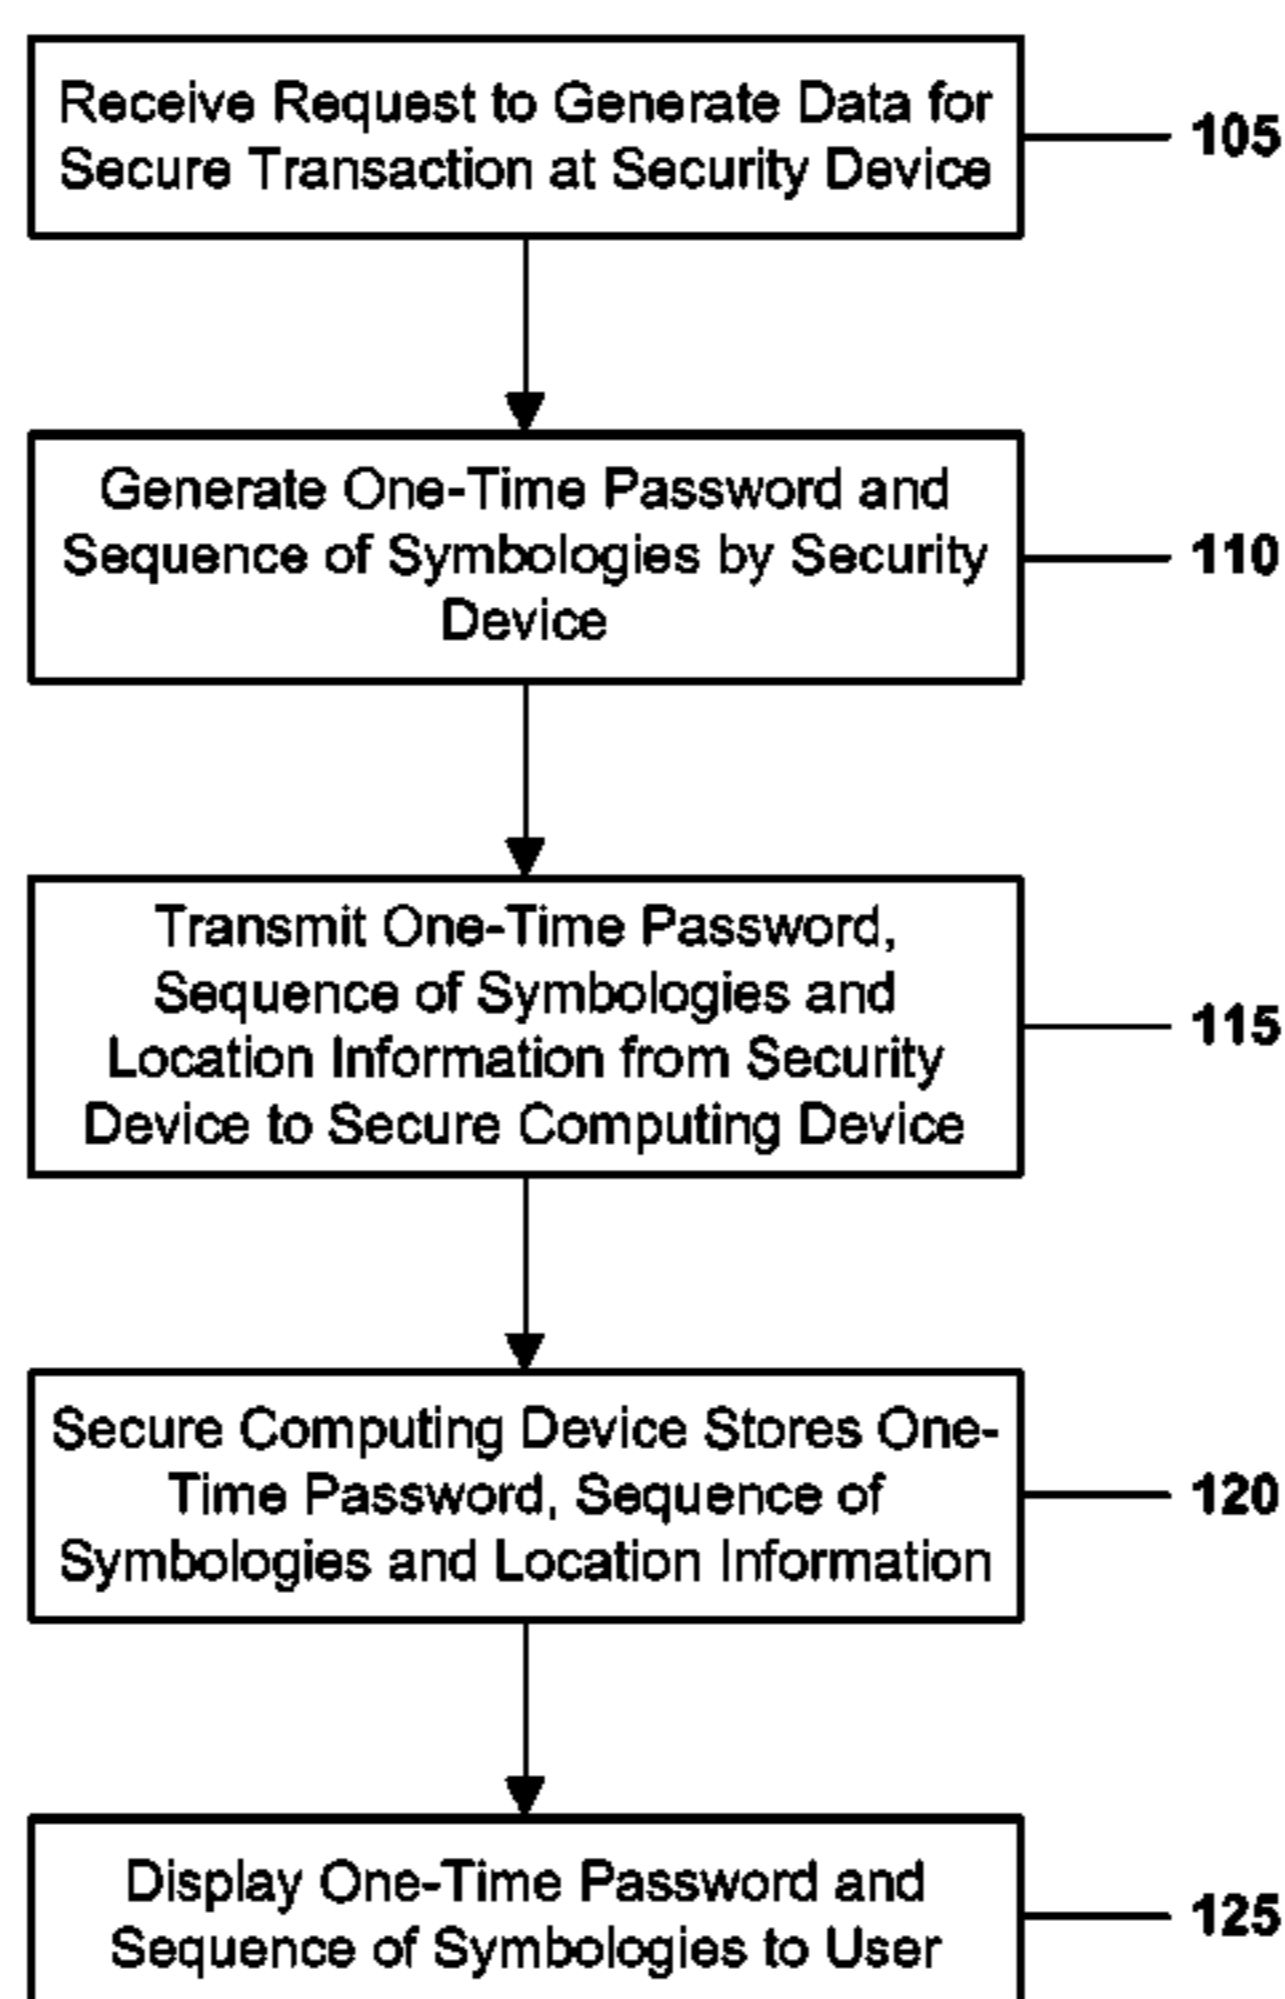 Receive Request to Generate Data for
Secure Transaction at Security Device
105
Generate One-Time Password and
Sequence of Symbologies by Security
Device
110
Transmit One-Time Password,
Sequence of Symbologies and
Location Information from Security
Device to Secure Computing Device
115
Secure Computing Device Stores One-
Time Password, Sequence of
Symbologies and Location Information
120
Display One-Time Password and
Sequence of Symbologies to User
125